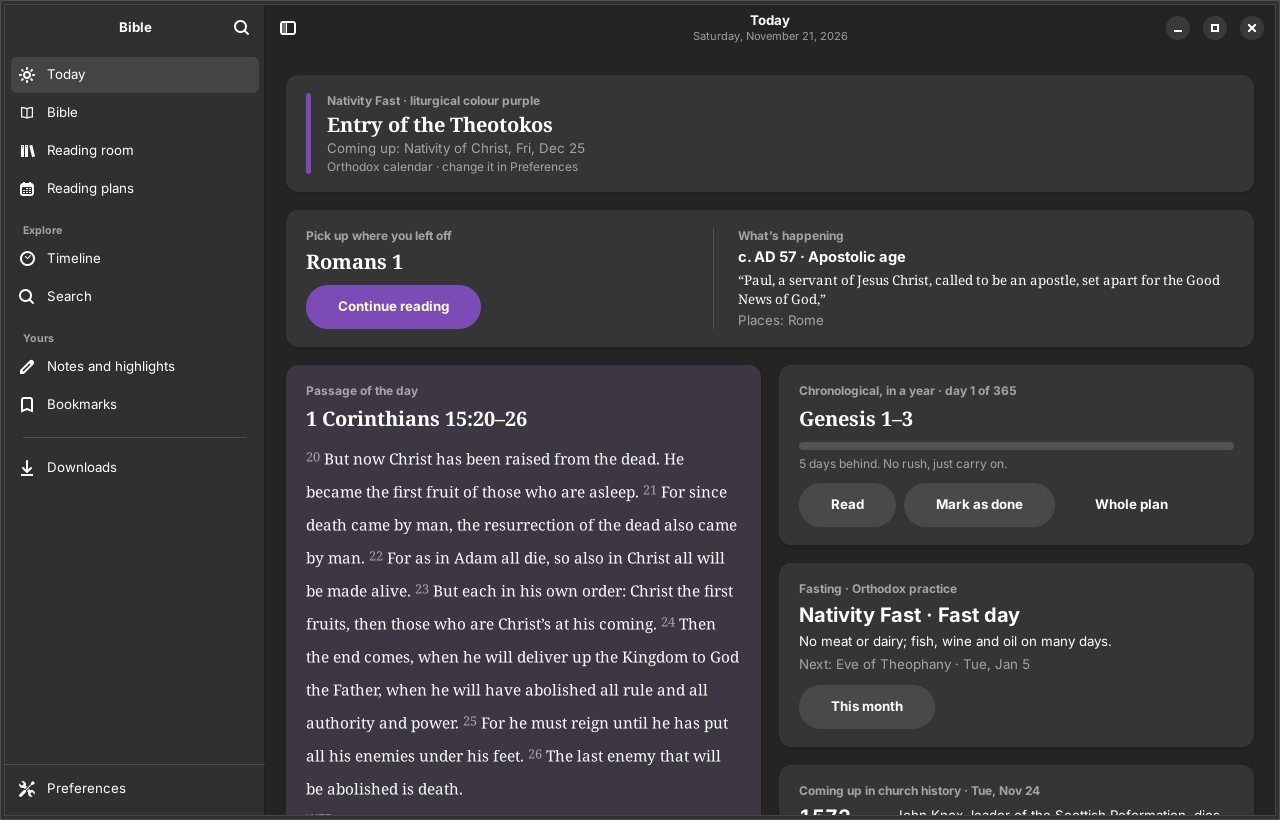 Bible
Today
Bible
Reading room
Reading plans
Explore
Timeline
Search
Yours
Notes and highlights
Bookmarks
Downloads
Preferences
Today
Saturday, November 21, 2026
Nativity Fast · liturgical colour purple
Entry of the Theotokos
Coming up: Nativity of Christ, Fri, Dec 25
Orthodox calendar · change it in Preferences
Pick up where you left off
Romans 1
Continue reading
What’s happening
c. AD 57 · Apostolic age
“Paul, a servant of Jesus Christ, called to be an apostle, set apart for the Good
News of God,”
Places: Rome
Passage of the day
1 Corinthians 15:20–26
20 But now Christ has been raised from the dead. He
became the first fruit of those who are asleep. 21 For since
death came by man, the resurrection of the dead also came
by man. 22 For as in Adam all die, so also in Christ all will
be made alive. 23 But each in his own order: Christ the first
fruits, then those who are Christ’s at his coming. 24 Then
the end comes, when he will deliver up the Kingdom to God
the Father, when he will have abolished all rule and all
authority and power. 25 For he must reign until he has put
all his enemies under his feet. 26 The last enemy that will
be abolished is death.
Chronological, in a year · day 1 of 365
Genesis 1–3
5 days behind. No rush, just carry on.
Read
Mark as done
Whole plan
Fasting · Orthodox practice
Nativity Fast · Fast day
No meat or dairy; fish, wine and oil on many days.
Next: Eve of Theophany · Tue, Jan 5
This month
Coming up in church history · Tue, Nov 24
1572 John Knox, leader of the Scottish Reformation, dies